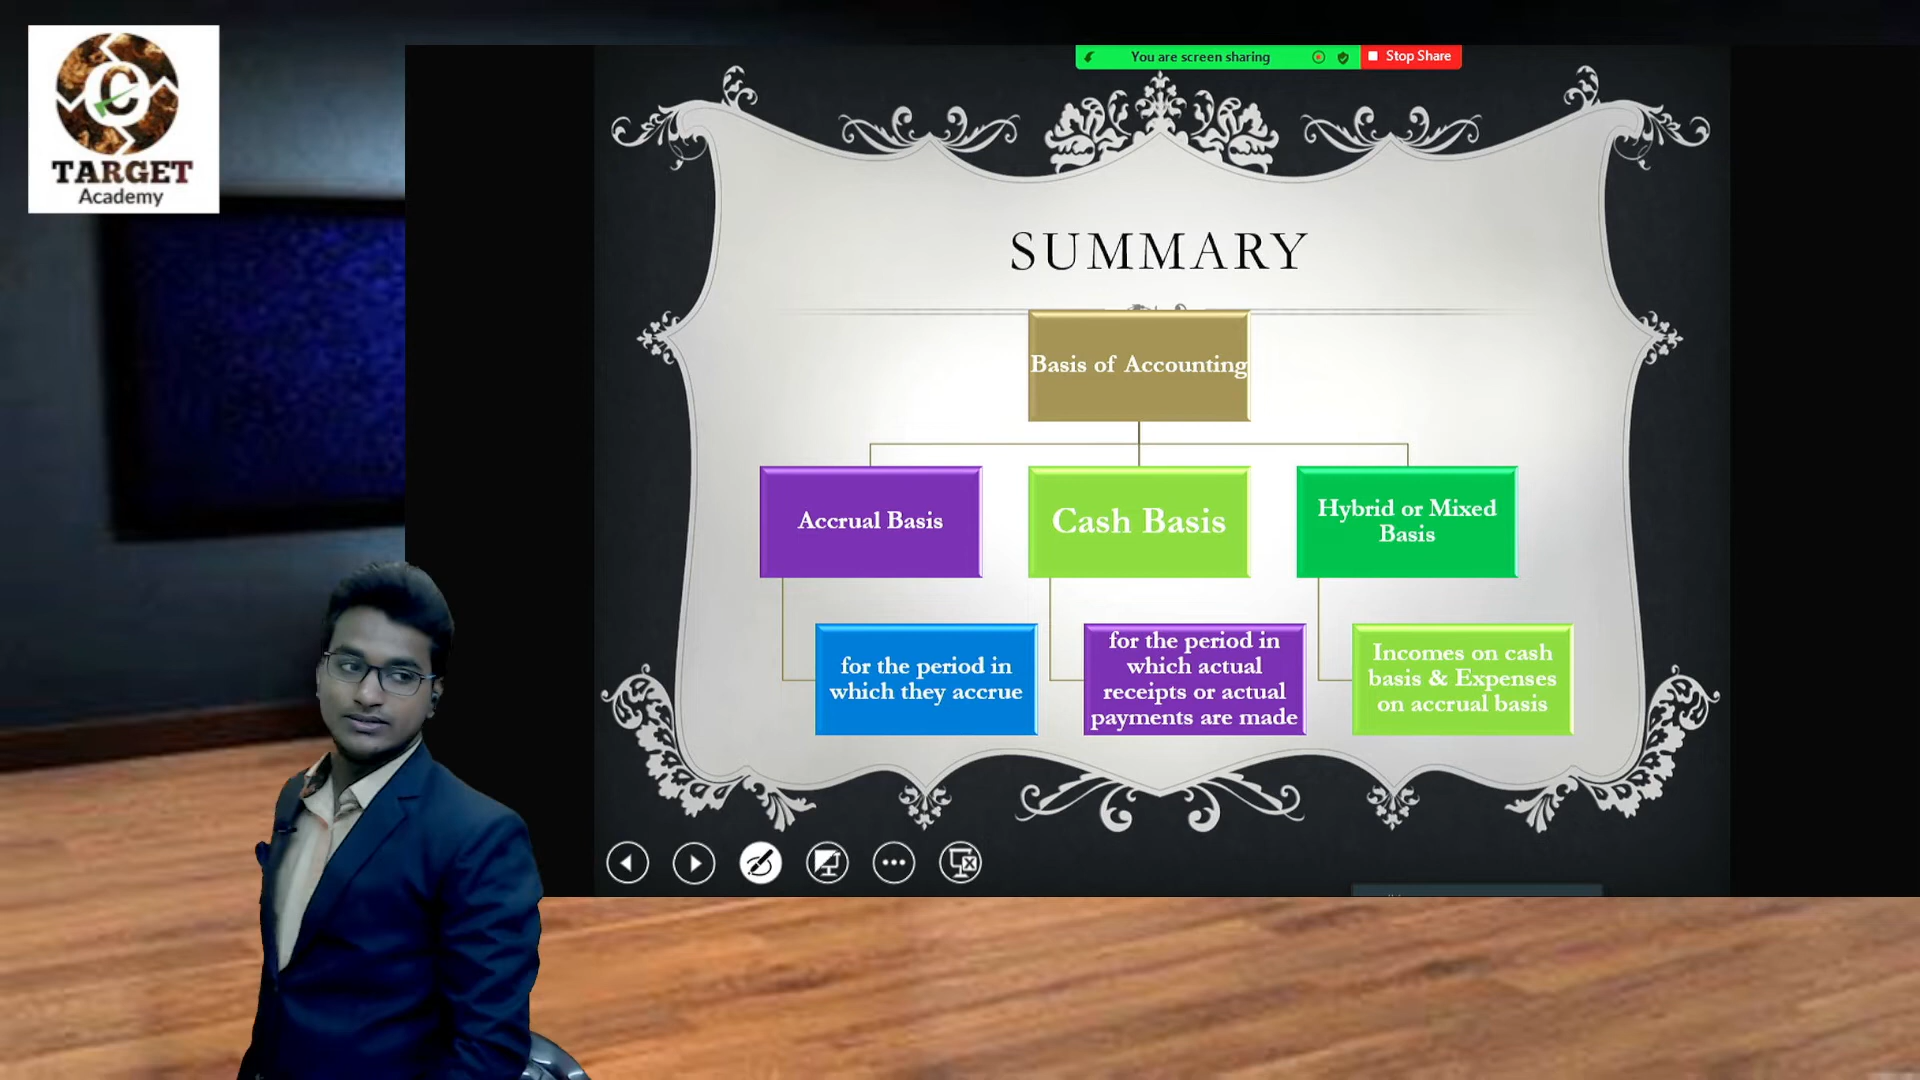 TARGET
Academy
You are screen sharing
Stop Share
SUMMARY
Basis of Accounting
Accrual Basis
Cash Basis
Hybrid or Mixed
Basis
for the period in
which they accrue
for the period in
which actual
receipts or actual
payments are made
Incomes on cash
basis & Expenses
on accrual basis